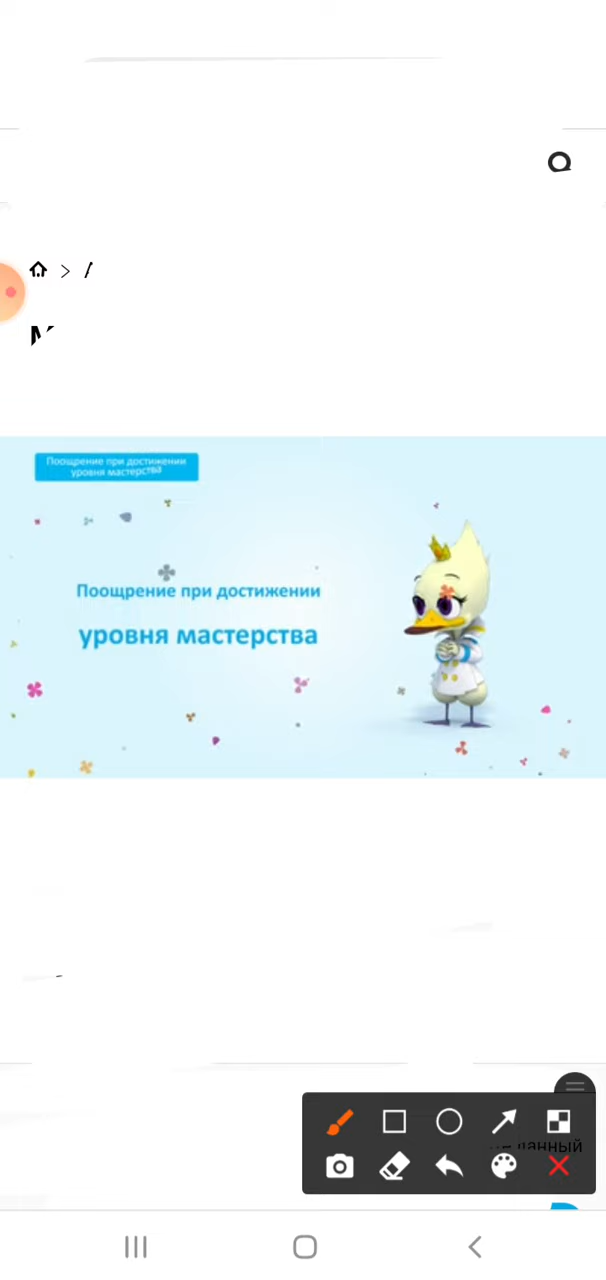 Поощрение при достижении
уровня мастерства
Поощрение при достижении
уровня мастерства